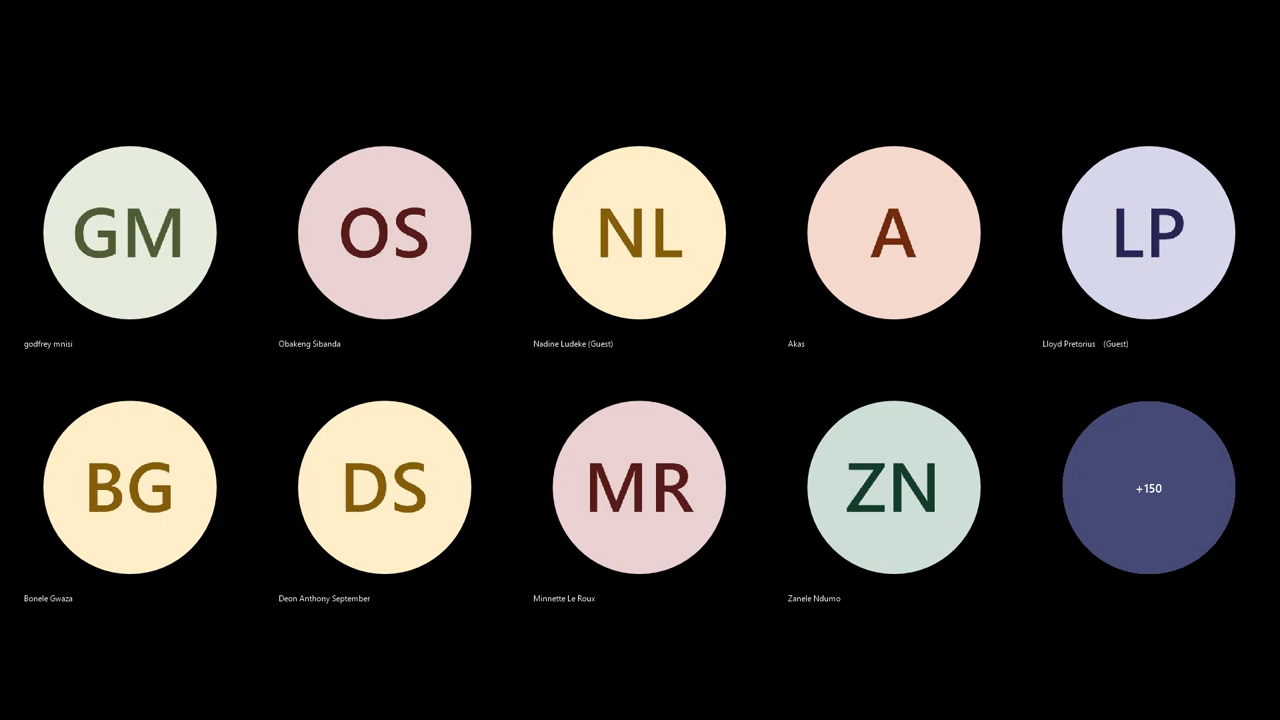 GM
OS
NL
A
LP
godfrey mnisi
Obakeng Sibanda
Nadine Ludeke (Guest)
Akas
Lloyd Pretorius (Guest)
BG
DS
MR
ZN
+150
Bonele Gwaza
Deon Anthony September
Minnette Le Roux
Zanele Ndumo